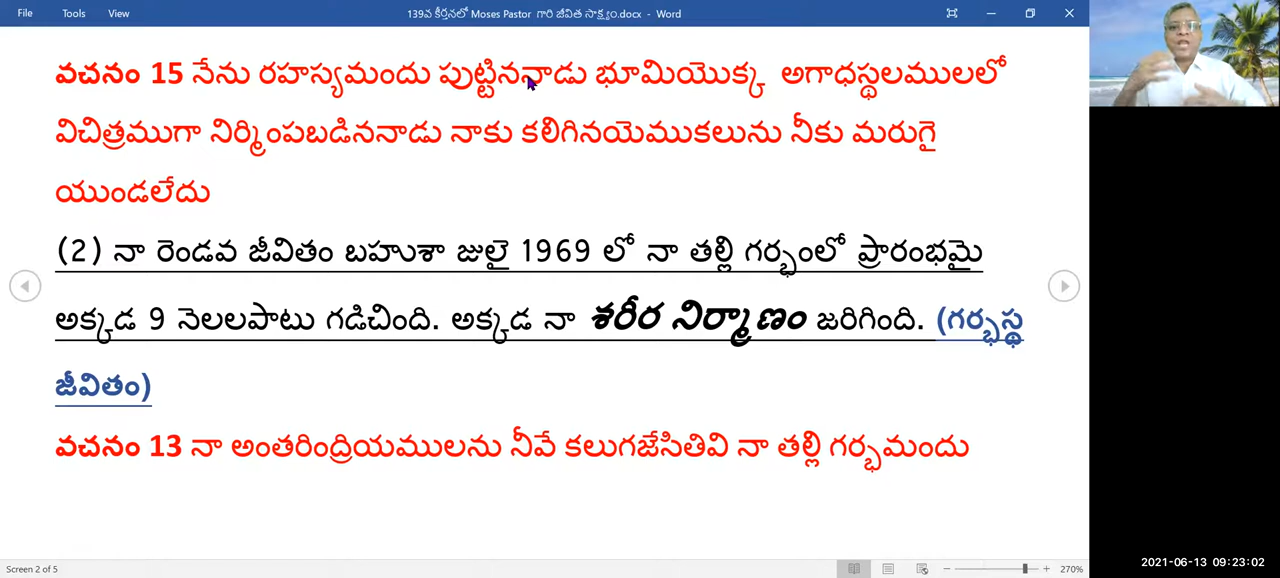 File Tools View 139వ కీర్తనలో Moses Pastor గారి జీవిత సాక్ష్యం.docx - Word
వచనం 15 నేను రహస్యమందు పుట్టిననాడు భూమియొక్క అగాధస్థలములలో
విచిత్రముగా నిర్మింపబడిననాడు నాకు కలిగినయెముకలును నీకు మరుగై
యుండలేదు
(2) నా రెండవ జీవితం బహుశా జులై 1969 లో నా తల్లి గర్భంలో ప్రారంభమై
అక్కడ 9 నెలలపాటు గడిచింది. అక్కడ నా శరీర నిర్మాణం జరిగింది. (గర్భస్థ
జీవితం)
వచనం 13 నా అంతరింద్రియములను నీవే కలుగజేసితివి నా తల్లి గర్భమందు
2021-06-13 09:23:02
Screen 2 of 5 270%